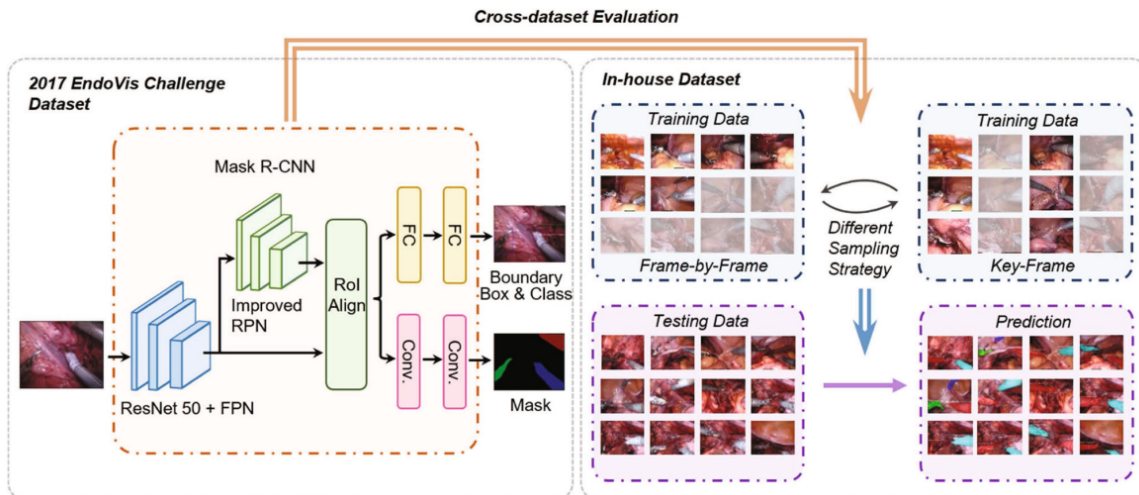 Cross-dataset Evaluation
2017 EndoVis Challenge
Dataset
Mask R-CNN
Improved
RPN
ResNet 50 + FPN
RoI
Align
FC
FC
Conv.
Conv.
Boundary
Box & Class
Mask
In-house Dataset
Training Data
Frame-by-Frame
Different
Sampling
Strategy
Training Data
Key-Frame
Testing Data
Prediction